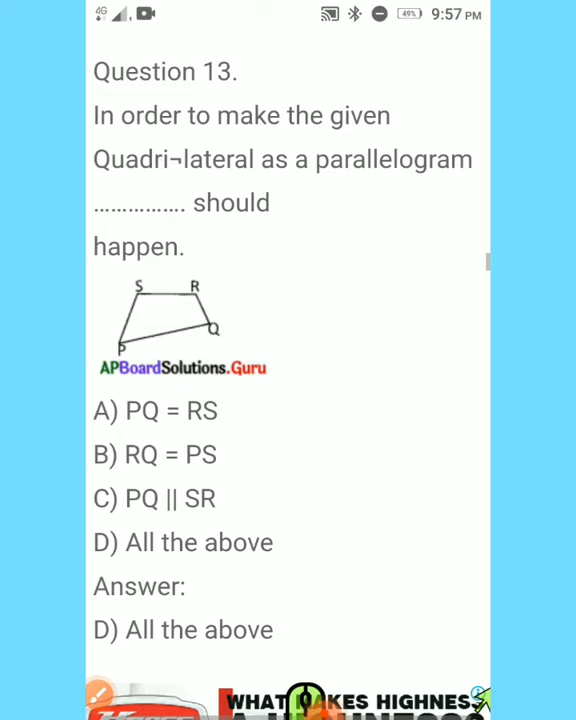 4G 49% 9:57 PM
Question 13.
In order to make the given
Quadri¬lateral as a parallelogram
................ should
happen.
S R
Q
P
APBoardSolutions.Guru
A) PQ = RS
B) RQ = PS
C) PQ || SR
D) All the above
Answer:
D) All the above
WHAT MAKES HIGHNESS